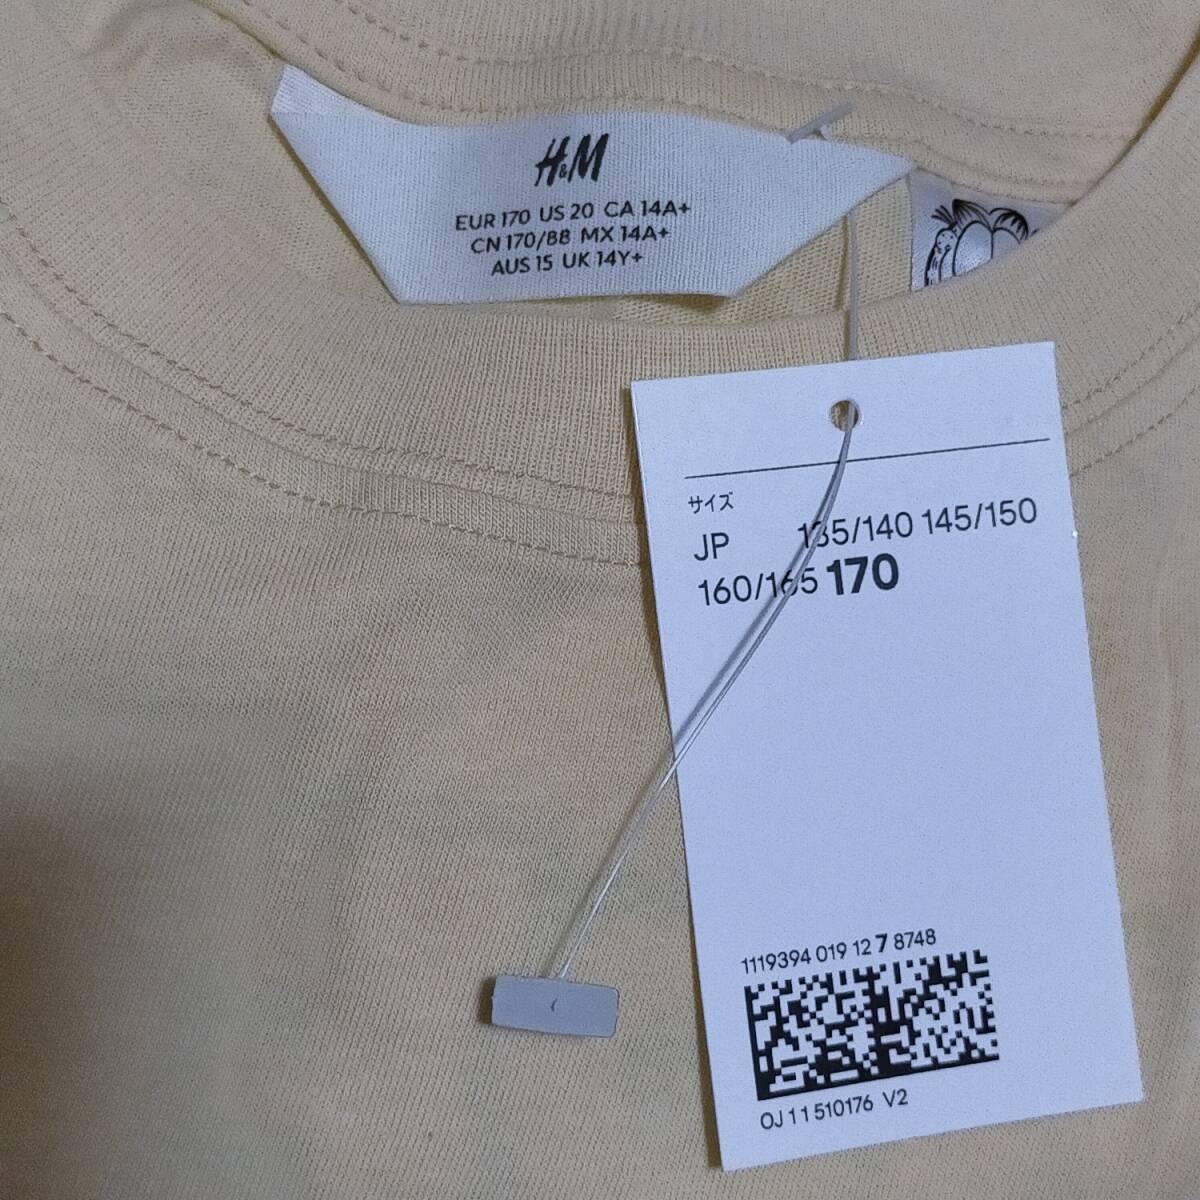 H&M
EUR 170 US 20 CA 14A+
CN 170/88 MX 14A+
AUS 15 UK 14Y+
サイズ
JP 135/140 145/150
160/165 170
1119394 019 12 7 8748
OJ 11 510176 V2